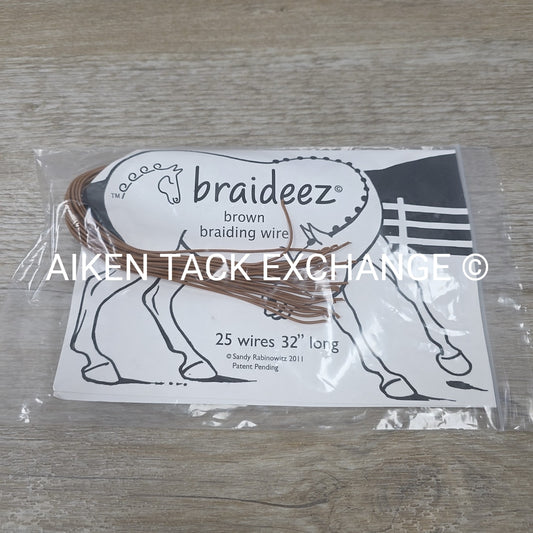 braideez©
TM
brown
braiding wire
AIKEN TACK EXCHANGE ©
25 wires 32" long
© Sandy Rabinowitz 2011
Patent Pending